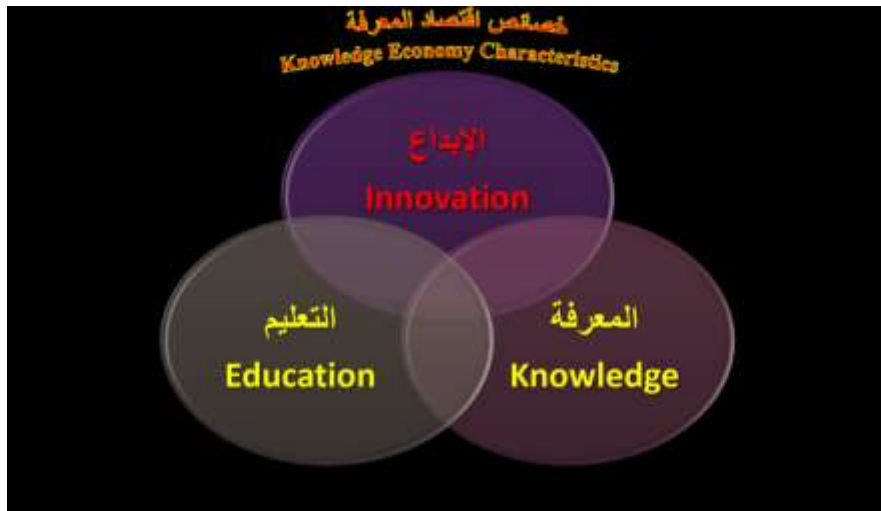 خصائص اقتصاد المعرفة
Knowledge Economy Characteristics
الإبداع
Innovation
التعليم
Education
المعرفة
Knowledge